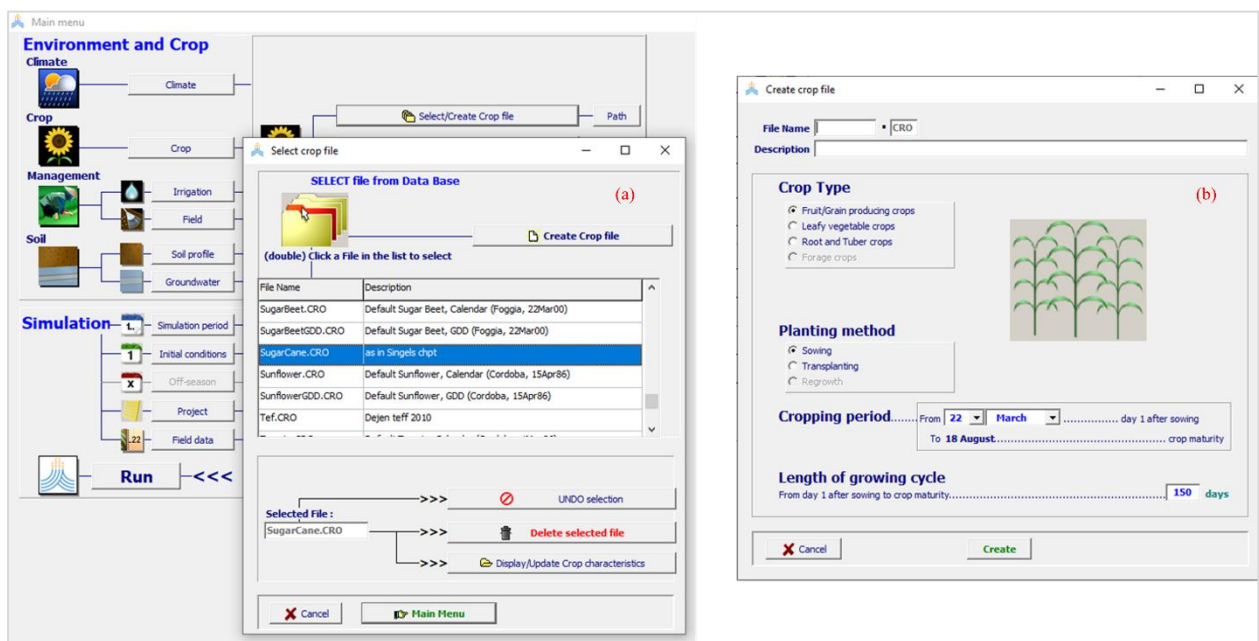 Main menu
Environment and Crop
Climate
Climate
Crop
Crop
Management
Irrigation
Field
Soil
Soil profile
Groundwater
Simulation
1.. Simulation period
1 Initial conditions
X Off-season
Project
.22 Field data
Run <<<
Select/Create Crop file Path
Select crop file
SELECT file from Data Base
(a)
Create Crop file
(double) Click a File in the list to select
File Name Description
SugarBeet.CRO Default Sugar Beet, Calendar (Foggia, 22Mar00)
SugarBeetGDD.CRO Default Sugar Beet, GDD (Foggia, 22Mar00)
SugarCane.CRO as in Singels chpt
Sunflower.CRO Default Sunflower, Calendar (Cordoba, 15Apr86)
SunflowerGDD.CRO Default Sunflower, GDD (Cordoba, 15Apr86)
Tef.CRO Dejen teff 2010
>>> UNDO selection
Selected File :
SugarCane.CRO >>> Delete selected file
>>> Display/Update Crop characteristics
Cancel Main Menu
Create crop file
File Name . CRO
Description
Crop Type (b)
Fruit/Grain producing crops
Leafy vegetable crops
Root and Tuber crops
Forage crops
Planting method
Sowing
Transplanting
Regrowth
Cropping period...... From 22 March ................ day 1 after sowing
To 18 August.................................................. crop maturity
Length of growing cycle
From day 1 after sowing to crop maturity.................................................. 150 days
Cancel Create